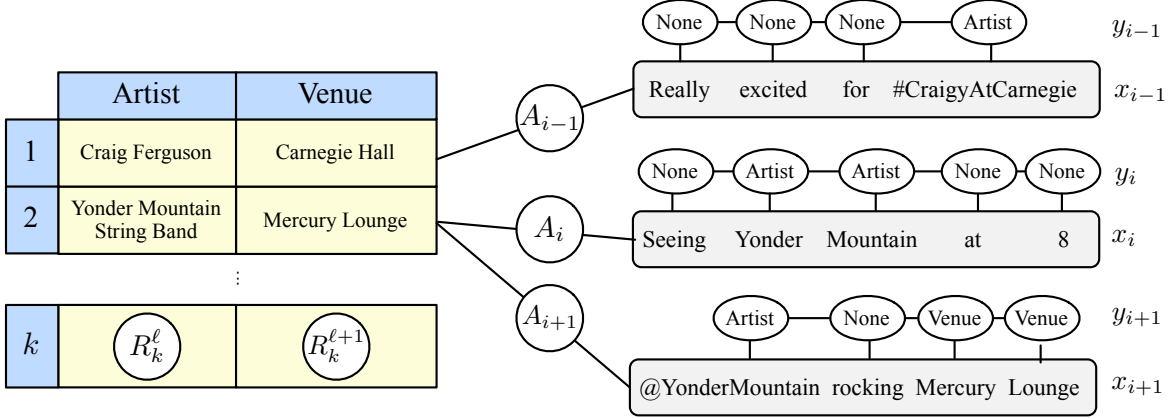 Artist Venue
1 Craig Ferguson Carnegie Hall
2 Yonder Mountain String Band Mercury Lounge
⋮
k R_k^ℓ R_k^{ℓ+1}
A_{i−1}
A_i
A_{i+1}
None None None Artist y_{i−1}
Really excited for #CraigyAtCarnegie x_{i−1}
None Artist Artist None None y_i
Seeing Yonder Mountain at 8 x_i
Artist None Venue Venue y_{i+1}
@YonderMountain rocking Mercury Lounge x_{i+1}